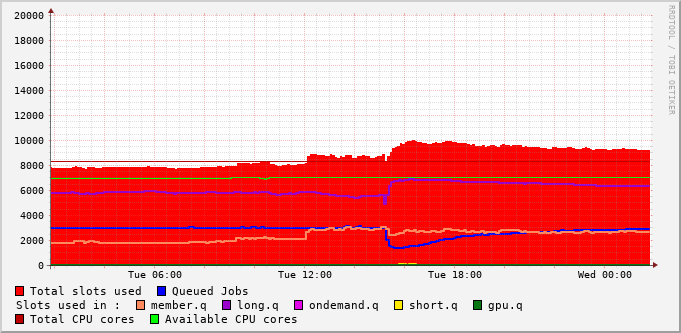 20000
18000
16000
14000
12000
10000
8000
6000
4000
2000
0
Tue 06:00 Tue 12:00 Tue 18:00 Wed 00:00
Total slots used Queued Jobs
Slots used in : member.q long.q ondemand.q short.q gpu.q
Total CPU cores Available CPU cores
RRDTOOL / TOBI OETIKER